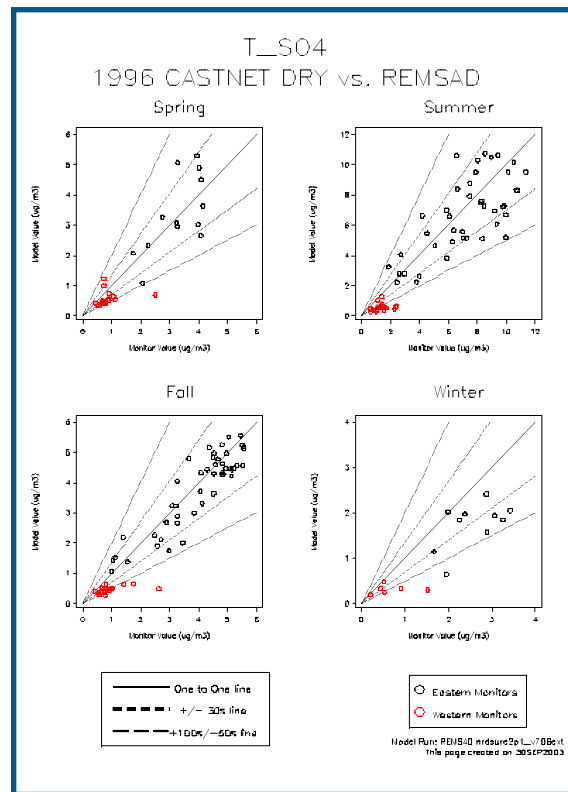 T_SO4
1996 CASTNET DRY vs. REMSAD
Spring
Summer
Model Value (ug/m3)
6
5
4
3
2
1
0
0 1 2 3 4 5 6
Monitor Value (ug/m3)
Model Value (ug/m3)
12
10
8
6
4
2
0
0 2 4 6 8 10 12
Monitor Value (ug/m3)
Fall
Winter
Model Value (ug/m3)
6
5
4
3
2
1
0
0 1 2 3 4 5 6
Monitor Value (ug/m3)
Model Value (ug/m3)
4
3
2
1
0
0 1 2 3 4
Monitor Value (ug/m3)
One to One line
+/- 30% line
+100%/-50% line
Eastern Monitors
Western Monitors
Model Run: REMSAD
This page created on 30SEP2003